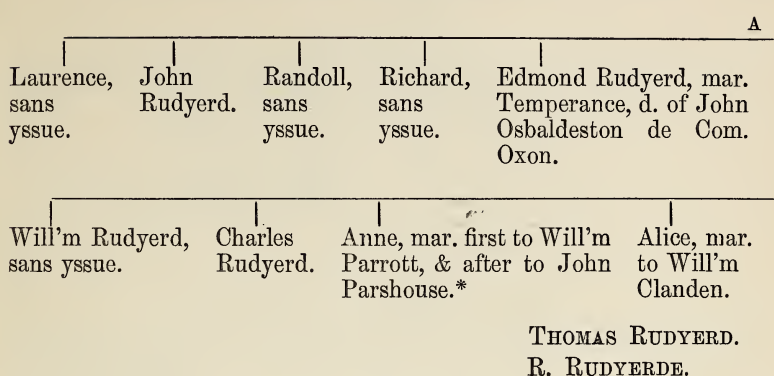 A
Laurence,
sans
yssue.
John
Rudyerd.
Randoll,
sans
yssue.
Richard,
sans
yssue.
Edmond Rudyerd, mar.
Temperance, d. of John
Osbaldeston de Com.
Oxon.
Will'm Rudyerd,
sans yssue.
Charles
Rudyerd.
Anne, mar. first to Will'm
Parrott, & after to John
Parshouse.*
Alice, mar.
to Will'm
Clanden.
THOMAS RUDYERD.
R. RUDYERDE.